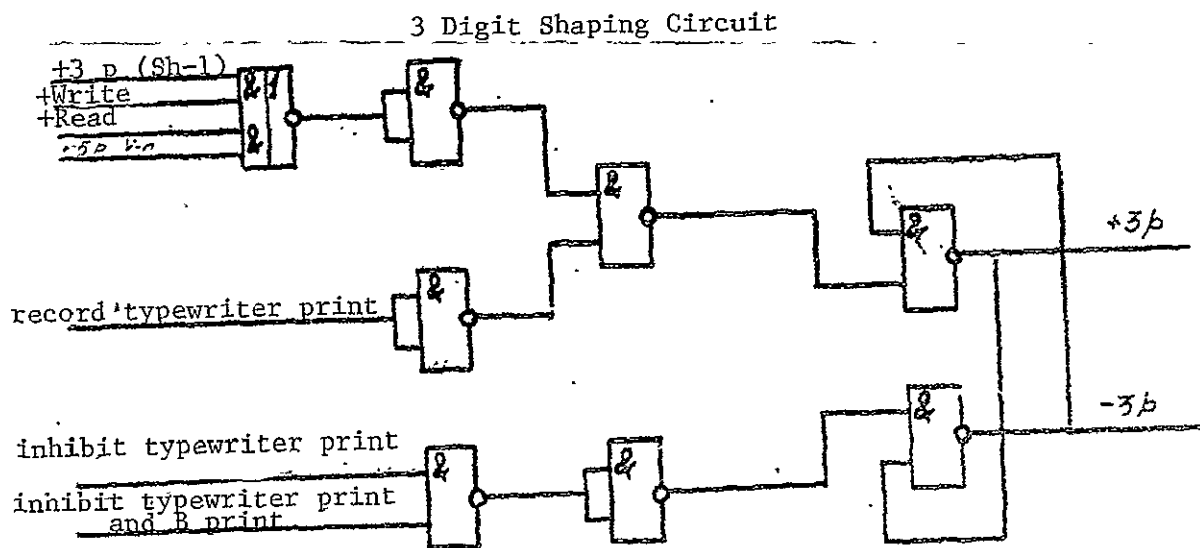 3 Digit Shaping Circuit
+3 p (Sh-1)
+Write
+Read
&
1
&
&
&
&
+3p
record typewriter print
&
&
-3p
inhibit typewriter print
&
&
inhibit typewriter print
and B print